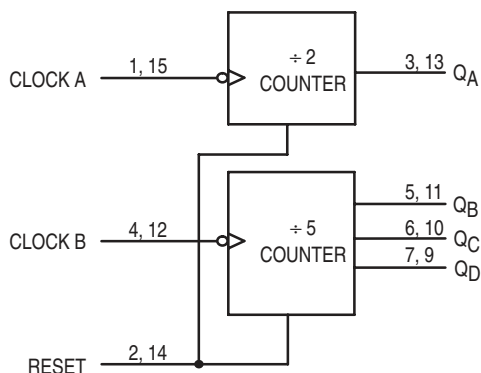 ÷ 2
COUNTER
CLOCK A
1, 15
3, 13
QA
÷ 5
COUNTER
CLOCK B
4, 12
5, 11
QB
6, 10
QC
7, 9
QD
RESET
2, 14